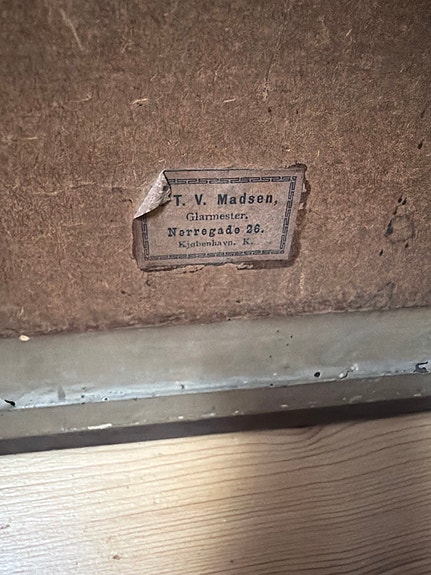 T. V. Madsen,
Glarmester.
Nørregade 26.
Kjøbenhavn. K.